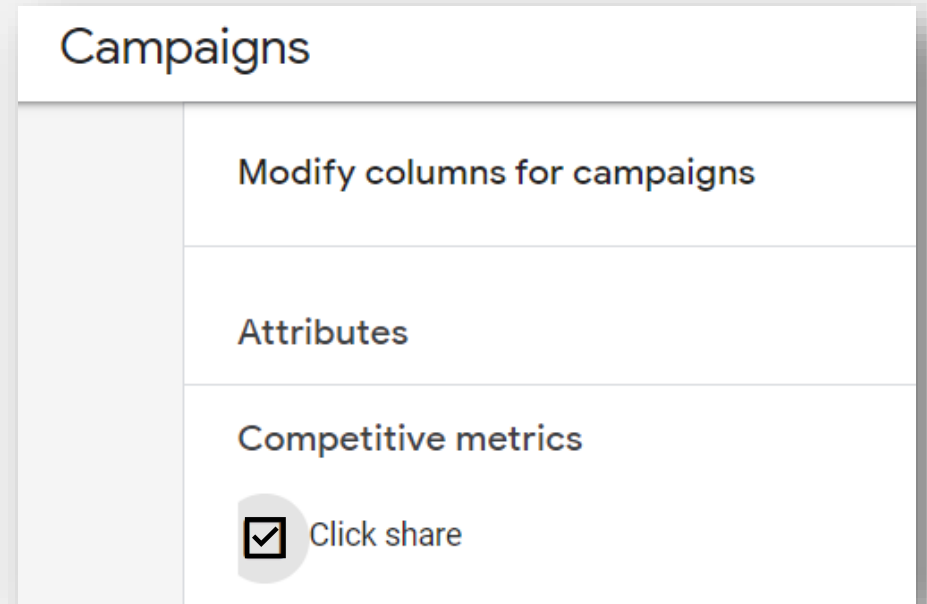 Campaigns
Modify columns for campaigns
Attributes
Competitive metrics
Click share